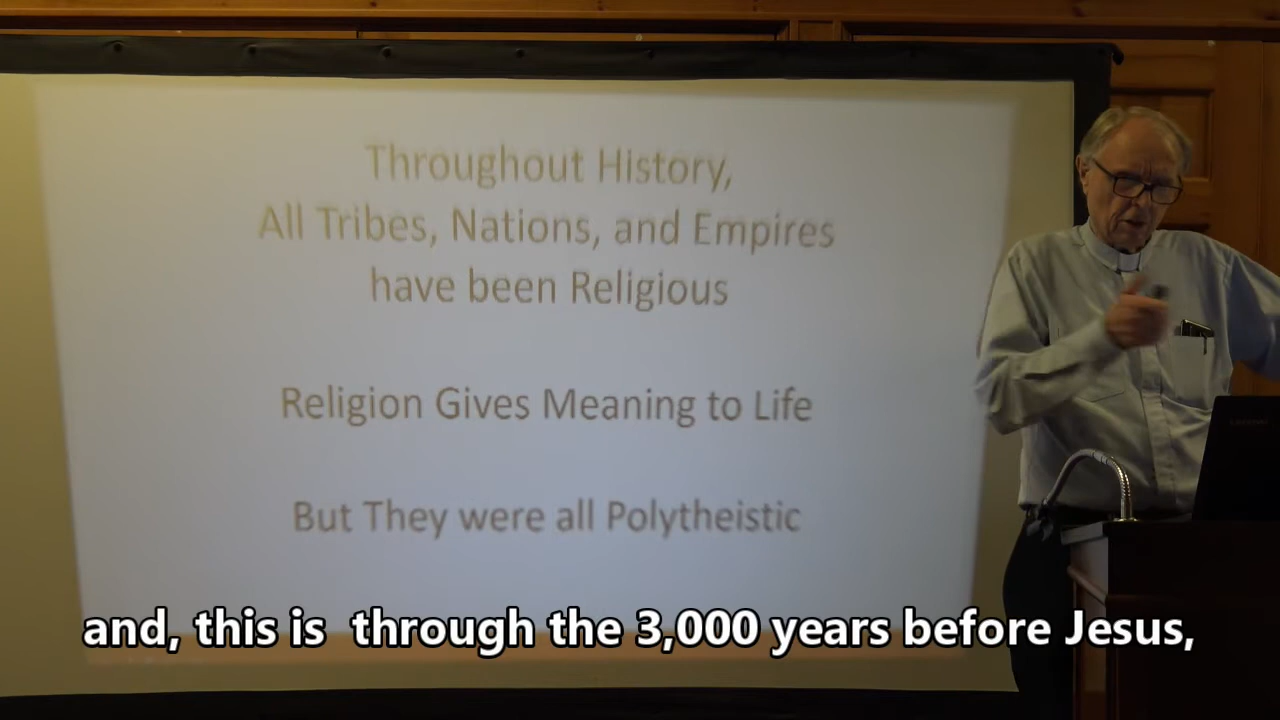 Throughout History,
All Tribes, Nations, and Empires
have been Religious
Religion Gives Meaning to Life
But They were all Polytheistic
and, this is through the 3,000 years before Jesus,